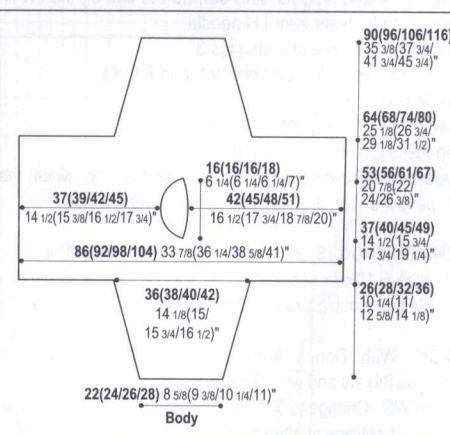 90(96/106/116)
35 3/8(37 3/4/
41 3/4/45 3/4)"
64(68/74/80)
25 1/8(26 3/4/
29 1/8/31 1/2)"
16(16/16/18)
6 1/4(6 1/4/6 1/4/7)"
53(56/61/67)
20 7/8(22/
24/26 3/8)"
37(39/42/45)
14 1/2(15 3/8/16 1/2/17 3/4)"
42(45/48/51)
16 1/2(17 3/4/18 7/8/20)"
37(40/45/49)
14 1/2(15 3/4/
17 3/4/19 1/4)"
86(92/98/104) 33 7/8(36 1/4/38 5/8/41)"
36(38/40/42)
14 1/8(15/
15 3/4/16 1/2)"
26(28/32/36)
10 1/4(11/
12 5/8/14 1/8)"
22(24/26/28) 8 5/8(9 3/8/10 1/4/11)"
Body